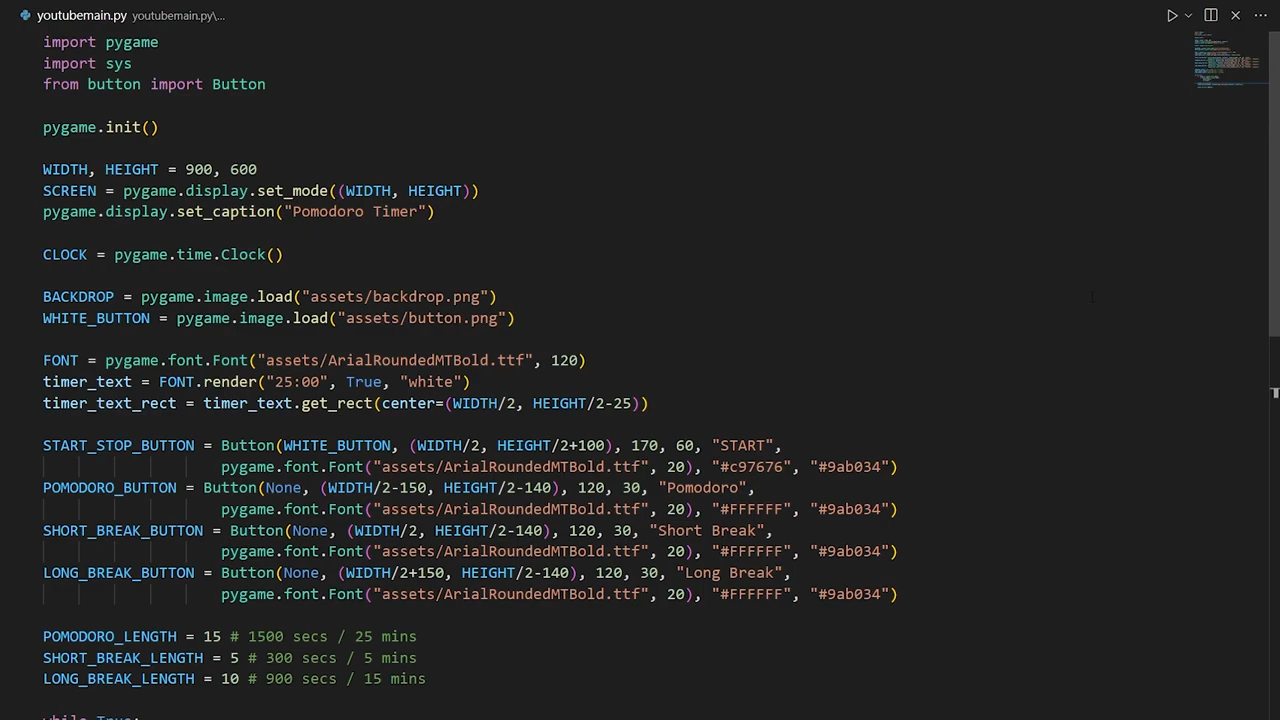 youtubemain.py youtubemain.py\...
import pygame
import sys
from button import Button
pygame.init()
WIDTH, HEIGHT = 900, 600
SCREEN = pygame.display.set_mode((WIDTH, HEIGHT))
pygame.display.set_caption("Pomodoro Timer")
CLOCK = pygame.time.Clock()
BACKDROP = pygame.image.load("assets/backdrop.png")
WHITE_BUTTON = pygame.image.load("assets/button.png")
FONT = pygame.font.Font("assets/ArialRoundedMTBold.ttf", 120)
timer_text = FONT.render("25:00", True, "white")
timer_text_rect = timer_text.get_rect(center=(WIDTH/2, HEIGHT/2-25))
START_STOP_BUTTON = Button(WHITE_BUTTON, (WIDTH/2, HEIGHT/2+100), 170, 60, "START",
pygame.font.Font("assets/ArialRoundedMTBold.ttf", 20), "#c97676", "#9ab034")
POMODORO_BUTTON = Button(None, (WIDTH/2-150, HEIGHT/2-140), 120, 30, "Pomodoro",
pygame.font.Font("assets/ArialRoundedMTBold.ttf", 20), "#FFFFFF", "#9ab034")
SHORT_BREAK_BUTTON = Button(None, (WIDTH/2, HEIGHT/2-140), 120, 30, "Short Break",
pygame.font.Font("assets/ArialRoundedMTBold.ttf", 20), "#FFFFFF", "#9ab034")
LONG_BREAK_BUTTON = Button(None, (WIDTH/2+150, HEIGHT/2-140), 120, 30, "Long Break",
pygame.font.Font("assets/ArialRoundedMTBold.ttf", 20), "#FFFFFF", "#9ab034")
POMODORO_LENGTH = 15 # 1500 secs / 25 mins
SHORT_BREAK_LENGTH = 5 # 300 secs / 5 mins
LONG_BREAK_LENGTH = 10 # 900 secs / 15 mins
while True: